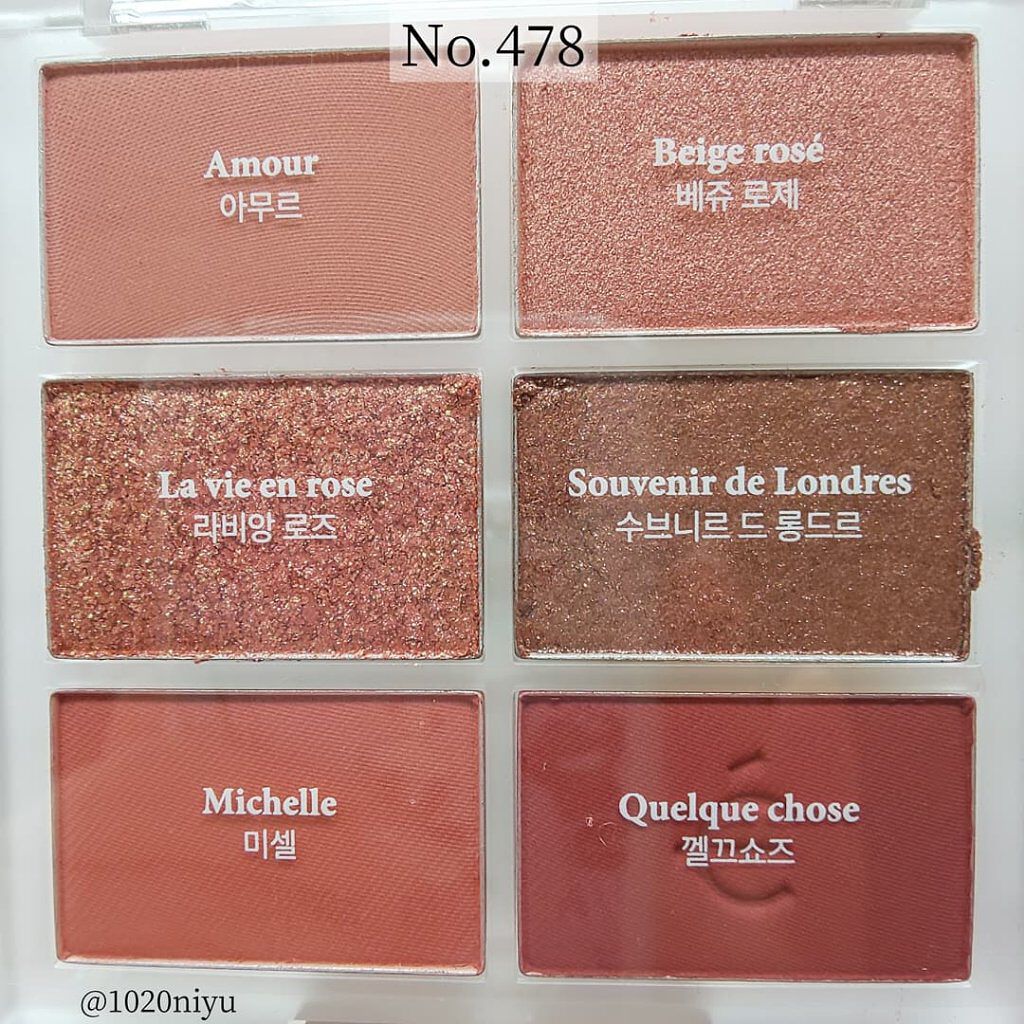 No.478
Amour
아무르
Beige rosé
베쥬 로제
La vie en rose
라비앙 로즈
Souvenir de Londres
수브니르 드 롱드르
Michelle
미셸
Quelque chose
껠끄쇼즈
@1020niyu